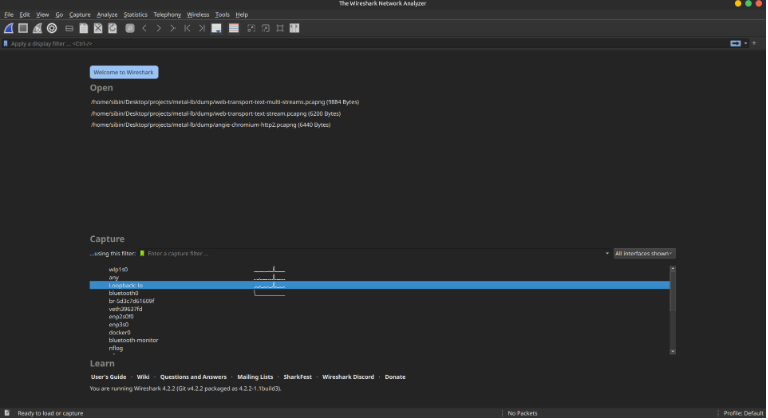 The Wireshark Network Analyzer
File Edit View Go Capture Analyze Statistics Telephony Wireless Tools Help
Apply a display filter ... <Ctrl-/>
Welcome to Wireshark
Open
/home/sibin/Desktop/projects/metal-lb/dump/web-transport-text-multi-streams.pcapng (9884 Bytes)
/home/sibin/Desktop/projects/metal-lb/dump/web-transport-text-stream.pcapng (6200 Bytes)
/home/sibin/Desktop/projects/metal-lb/dump/angie-chromium-http2.pcapng (6440 Bytes)
Capture
...using this filter: Enter a capture filter ... All interfaces shown
wlp1s0
any
Loopback: lo
bluetooth0
br-5d3c7d61609f
veth39637fd
enp2s0f0
enp3s0
docker0
bluetooth-monitor
nflog
Learn
User's Guide · Wiki · Questions and Answers · Mailing Lists · SharkFest · Wireshark Discord · Donate
You are running Wireshark 4.2.2 (Git v4.2.2 packaged as 4.2.2-1.1build3).
Ready to load or capture No Packets Profile: Default